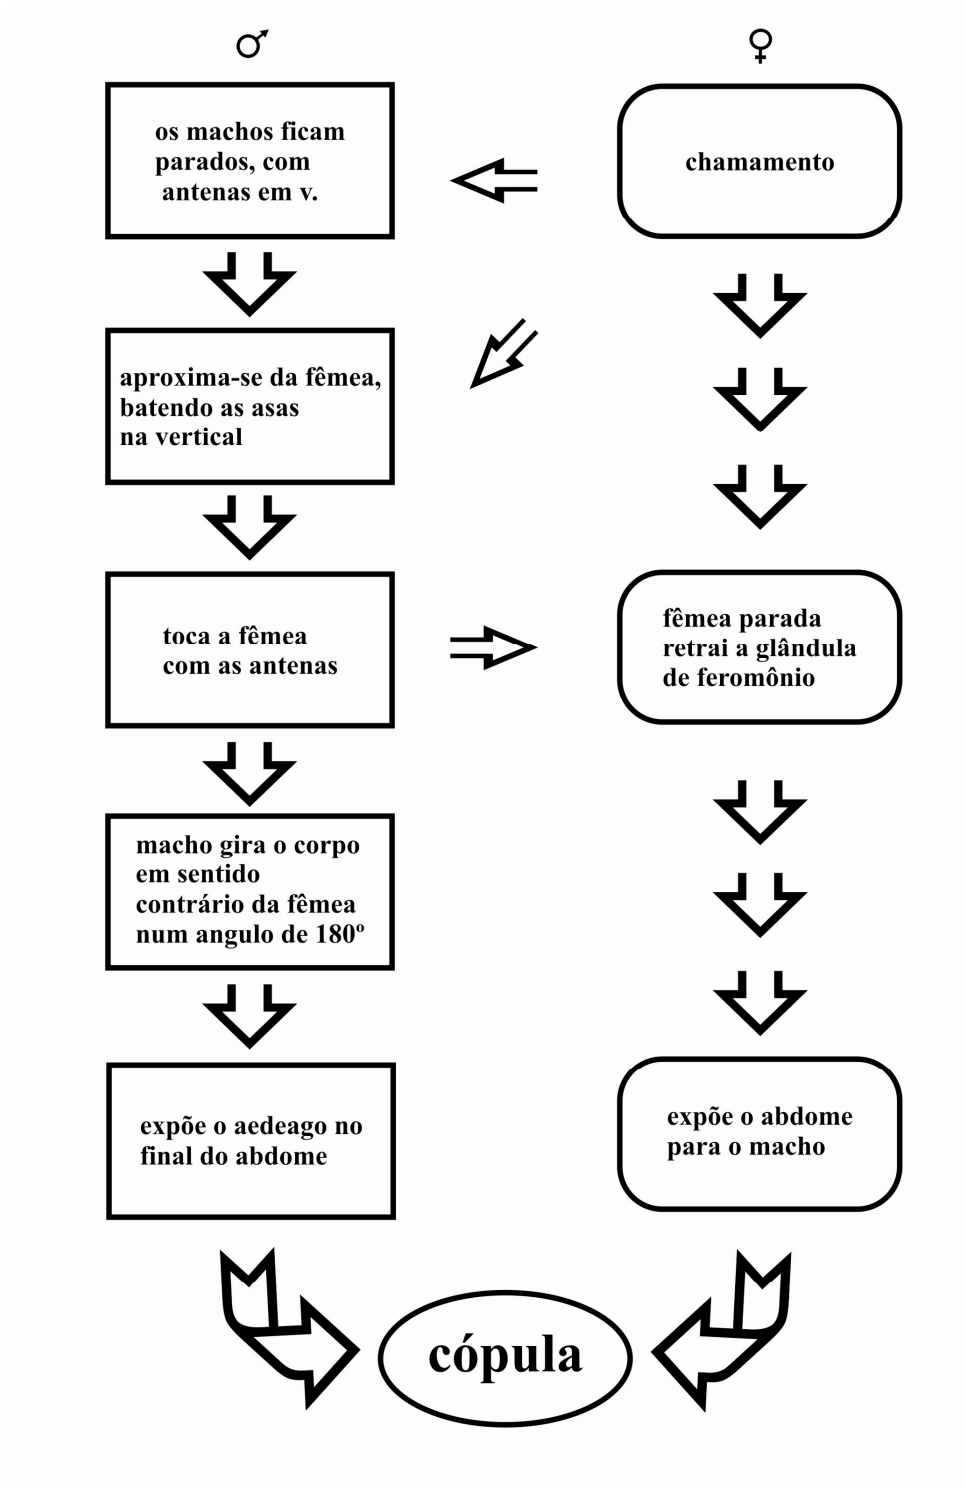 ♂
♀
os machos ficam
parados, com
antenas em v.
chamamento
aproxima-se da fêmea,
batendo as asas
na vertical
toca a fêmea
com as antenas
fêmea parada
retrai a glândula
de feromônio
macho gira o corpo
em sentido
contrário da fêmea
num angulo de 180º
expõe o aedeago no
final do abdome
expõe o abdome
para o macho
cópula